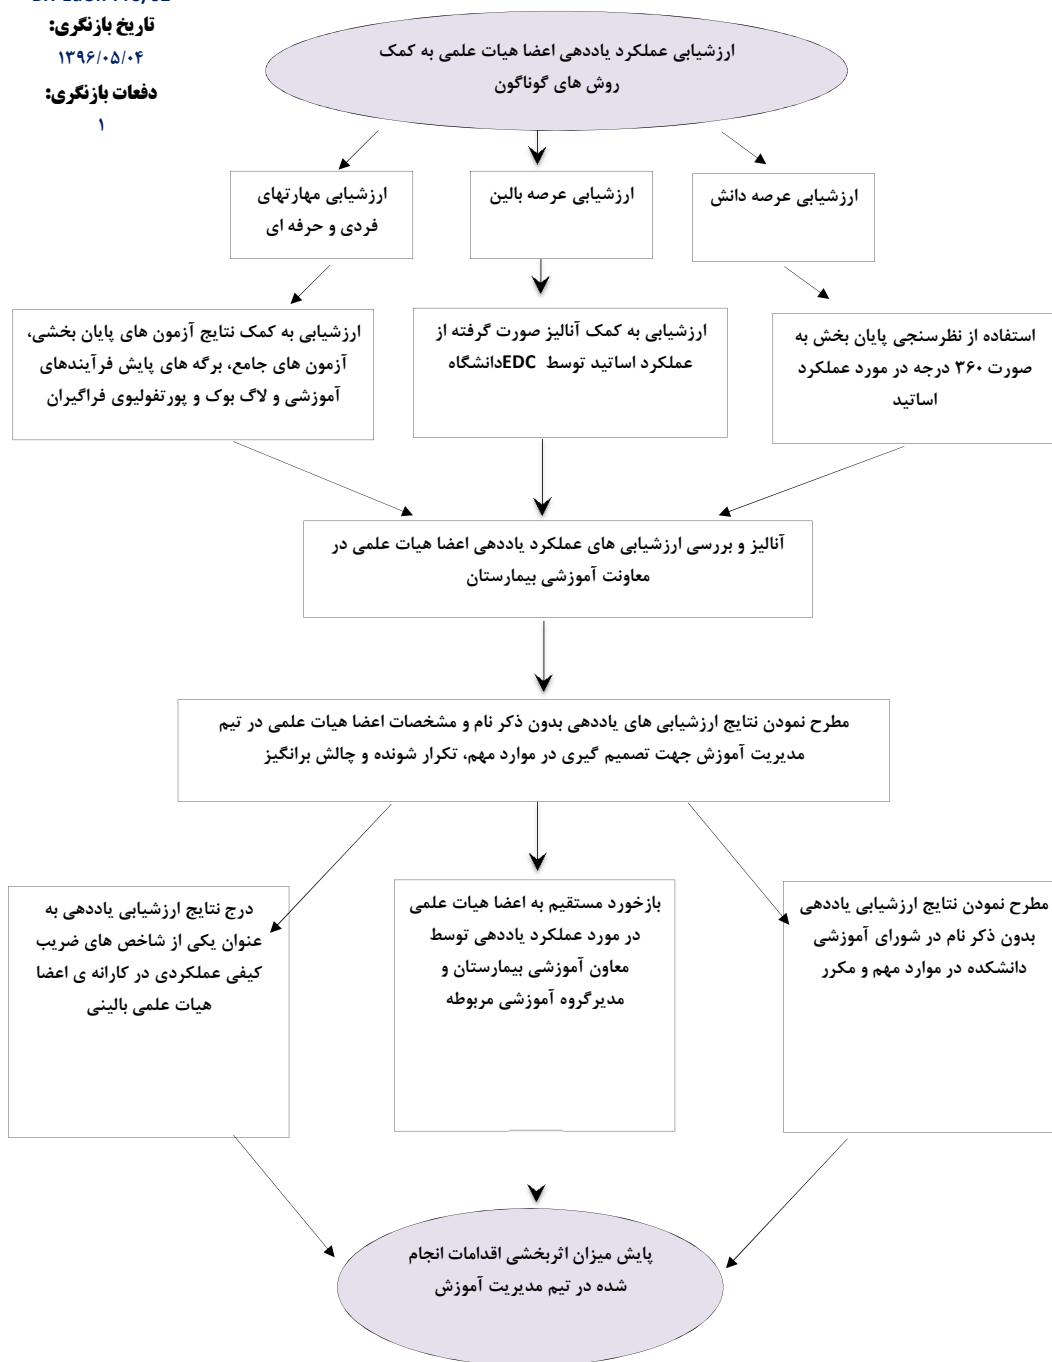 تاریخ بازنگری:
۱۳۹۶/۰۵/۰۴
دفعات بازنگری:
۱
ارزشیابی عملکرد یاددهی اعضا هیات علمی به کمک
روش های گوناگون
ارزشیابی عرصه دانش
ارزشیابی عرصه بالین
ارزشیابی مهارتهای
فردی و حرفه ای
استفاده از نظرسنجی پایان بخش به
صورت ۳۶۰ درجه در مورد عملکرد
اساتید
ارزشیابی به کمک آنالیز صورت گرفته از
عملکرد اساتید توسط EDCدانشگاه
ارزشیابی به کمک نتایج آزمون های پایان بخشی،
آزمون های جامع، برگه های پایش فرآیندهای
آموزشی و لاگ بوک و پورتفولیوی فراگیران
آنالیز و بررسی ارزشیابی های عملکرد یاددهی اعضا هیات علمی در
معاونت آموزشی بیمارستان
مطرح نمودن نتایج ارزشیابی های یاددهی بدون ذکر نام و مشخصات اعضا هیات علمی در تیم
مدیریت آموزش جهت تصمیم گیری در موارد مهم، تکرار شونده و چالش برانگیز
مطرح نمودن نتایج ارزشیابی یاددهی
بدون ذکر نام در شورای آموزشی
دانشکده در موارد مهم و مکرر
بازخورد مستقیم به اعضا هیات علمی
در مورد عملکرد یاددهی توسط
معاون آموزشی بیمارستان و
مدیرگروه آموزشی مربوطه
درج نتایج ارزشیابی یاددهی به
عنوان یکی از شاخص های ضریب
کیفی عملکردی در کارانه ی اعضا
هیات علمی بالینی
پایش میزان اثربخشی اقدامات انجام
شده در تیم مدیریت آموزش